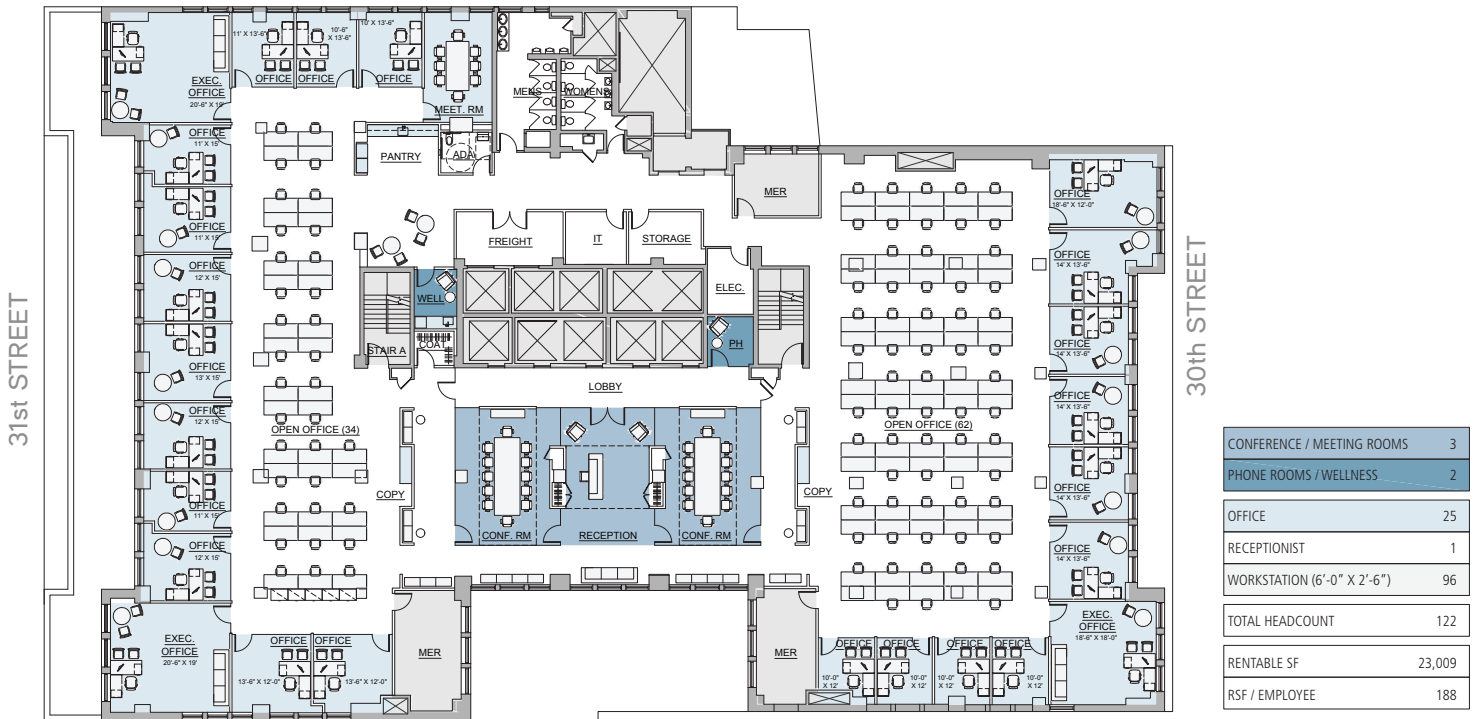 31st STREET
EXEC.
OFFICE
20'-6" X 19'
11' X 13'-6"
OFFICE
10'-6"
X 13'-6"
OFFICE
10' X 13'-6"
OFFICE
MEET. RM
MENS
WOMENS
OFFICE
11' X 15'
PANTRY
ADA
OFFICE
11' X 15'
FREIGHT
IT
STORAGE
MER
OFFICE
18'-6" X 12'-0"
OFFICE
12' X 15'
WELL
ELEC.
OFFICE
14' X 13'-6"
STAIR A
COAT
PH
OFFICE
14' X 13'-6"
OFFICE
13' X 15'
LOBBY
OFFICE
12' X 15'
OPEN OFFICE (34)
OPEN OFFICE (62)
OFFICE
14' X 13'-6"
COPY
COPY
OFFICE
14' X 13'-6"
OFFICE
11' X 15'
CONF. RM
RECEPTION
CONF. RM
OFFICE
12' X 15'
OFFICE
14' X 13'-6"
EXEC.
OFFICE
20'-6" X 19'
OFFICE
13'-6" X 12'-0"
OFFICE
13'-6" X 12'-0"
MER
MER
OFFICE
10'-0"
X 12'
OFFICE
10'-0"
X 12'
OFFICE
10'-0"
X 12'
OFFICE
10'-0"
X 12'
EXEC.
OFFICE
18'-6" X 18'-0"
30th STREET
CONFERENCE / MEETING ROOMS 3
PHONE ROOMS / WELLNESS 2
OFFICE 25
RECEPTIONIST 1
WORKSTATION (6'-0" X 2'-6") 96
TOTAL HEADCOUNT 122
RENTABLE SF 23,009
RSF / EMPLOYEE 188